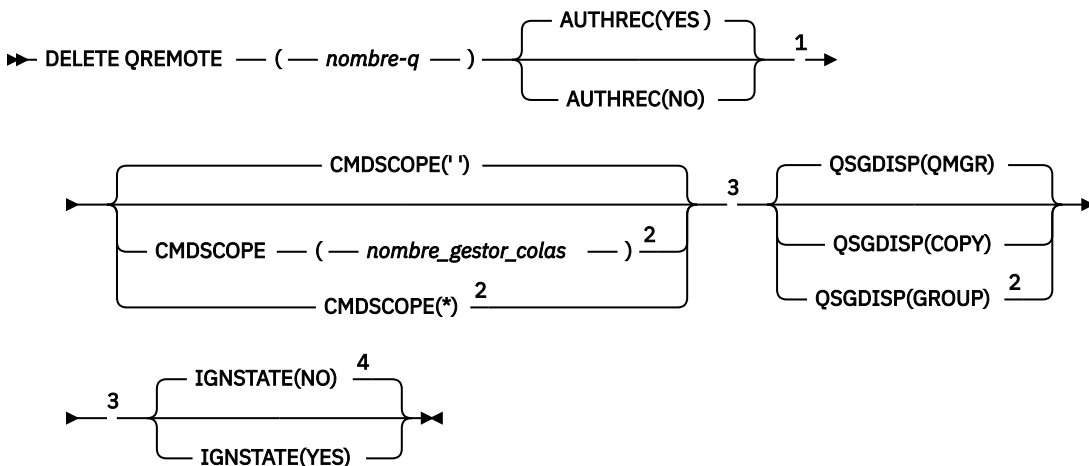 AUTHREC(YES )
DELETE QREMOTE ( nombre-q ) 1
AUTHREC(NO)
CMDSCOPE(' ')
CMDSCOPE ( nombre_gestor_colas ) 2
CMDSCOPE(*) 2
3
QSGDISP(QMGR)
QSGDISP(COPY)
QSGDISP(GROUP) 2
3
IGNSTATE(NO) 4
IGNSTATE(YES)